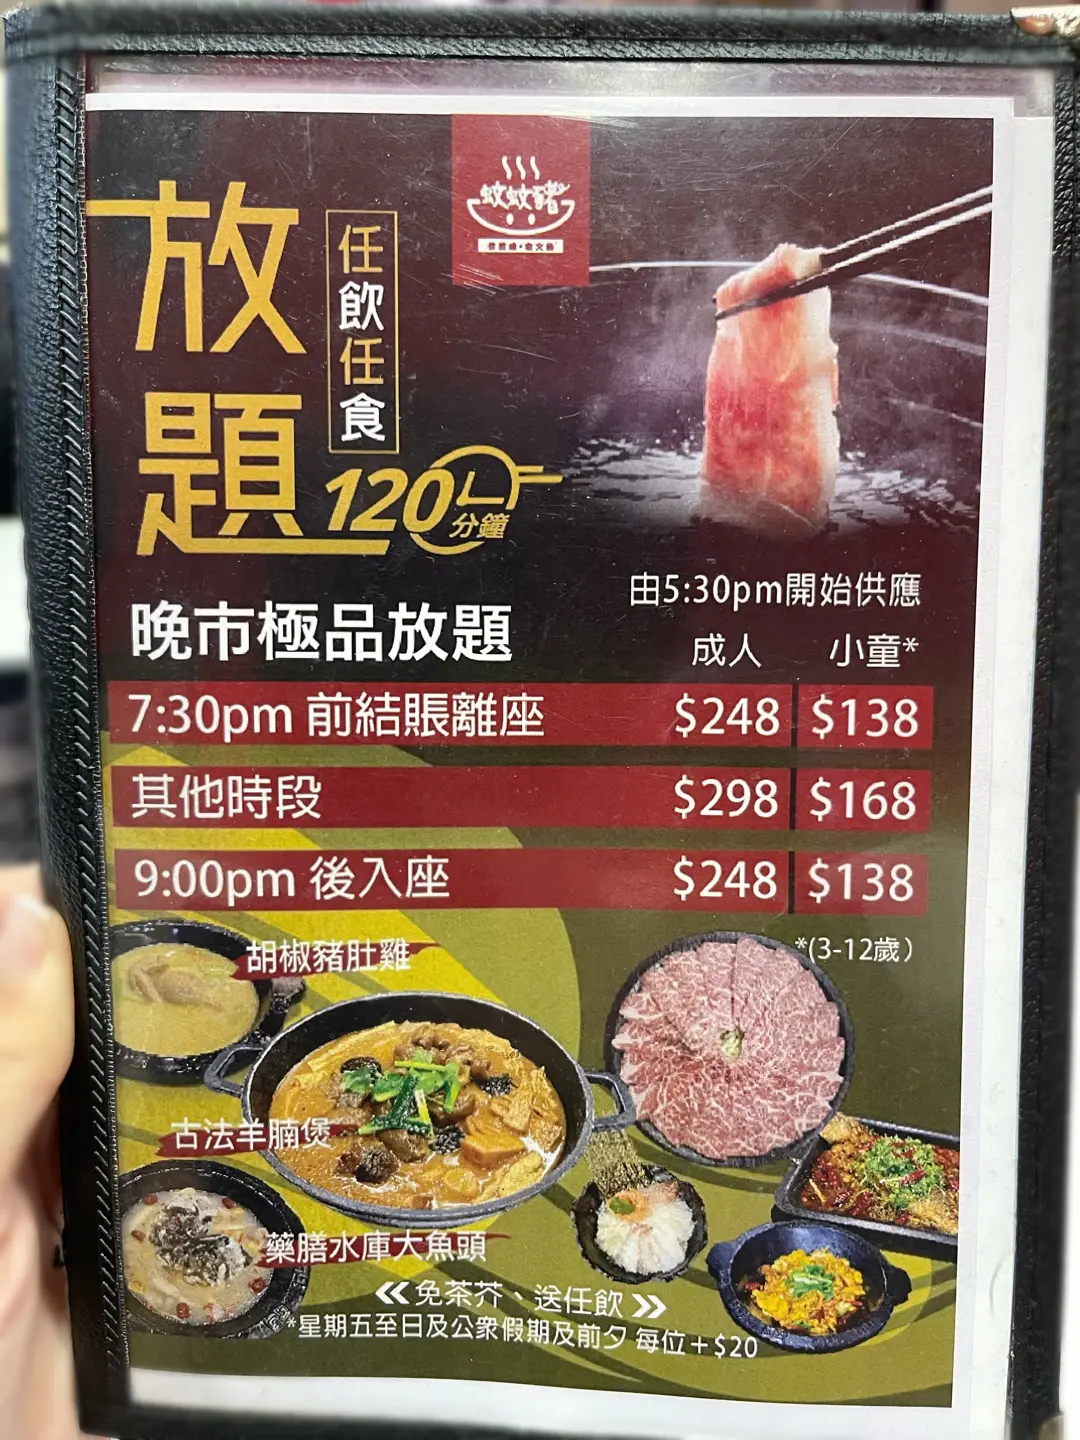 放題
任飲任食
120分鐘
蚊蚊豬
由5:30pm開始供應
晚市極品放題
成人 小童*
7:30pm 前結賬離座 $248 $138
其他時段 $298 $168
9:00pm 後入座 $248 $138
*(3-12歲)
胡椒豬肚雞
古法羊腩煲
藥膳水庫大魚頭
≪免茶芥、送任飲≫
*星期五至日及公眾假期及前夕 每位+$20